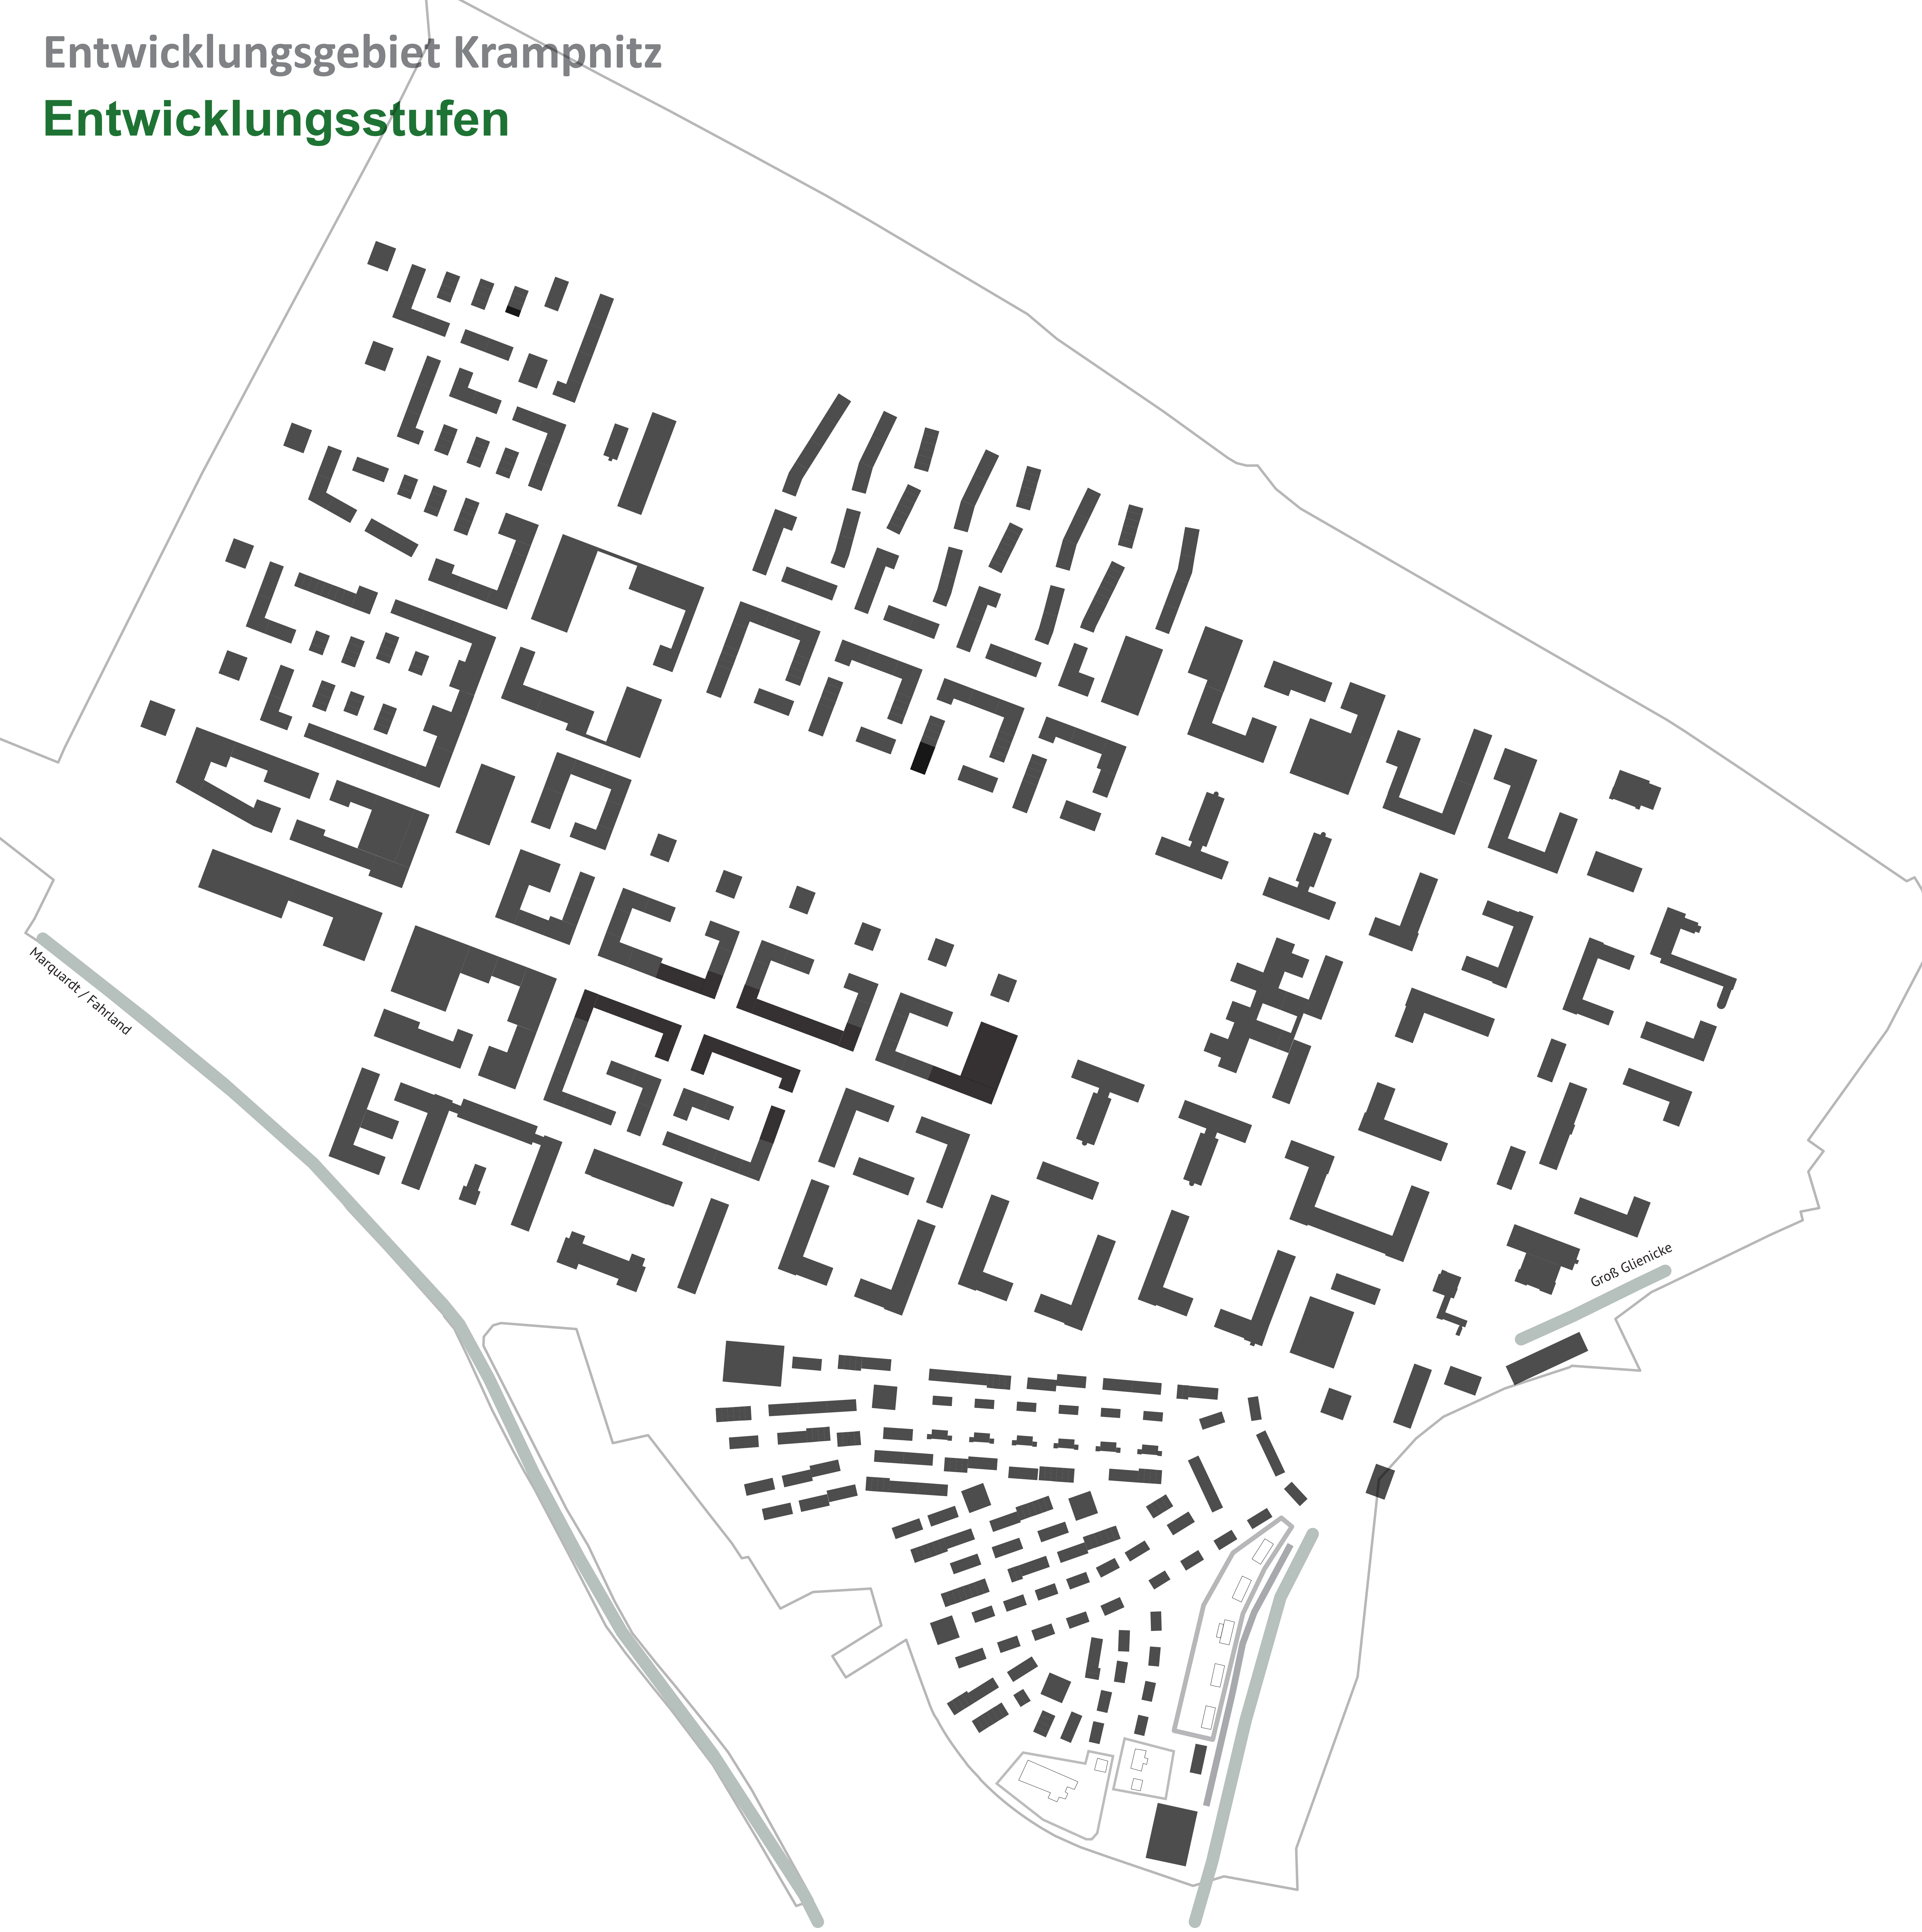 Entwicklungsgebiet Krampnitz
Entwicklungsstufen
Marquardt / Fahrland
Groß Glienicke